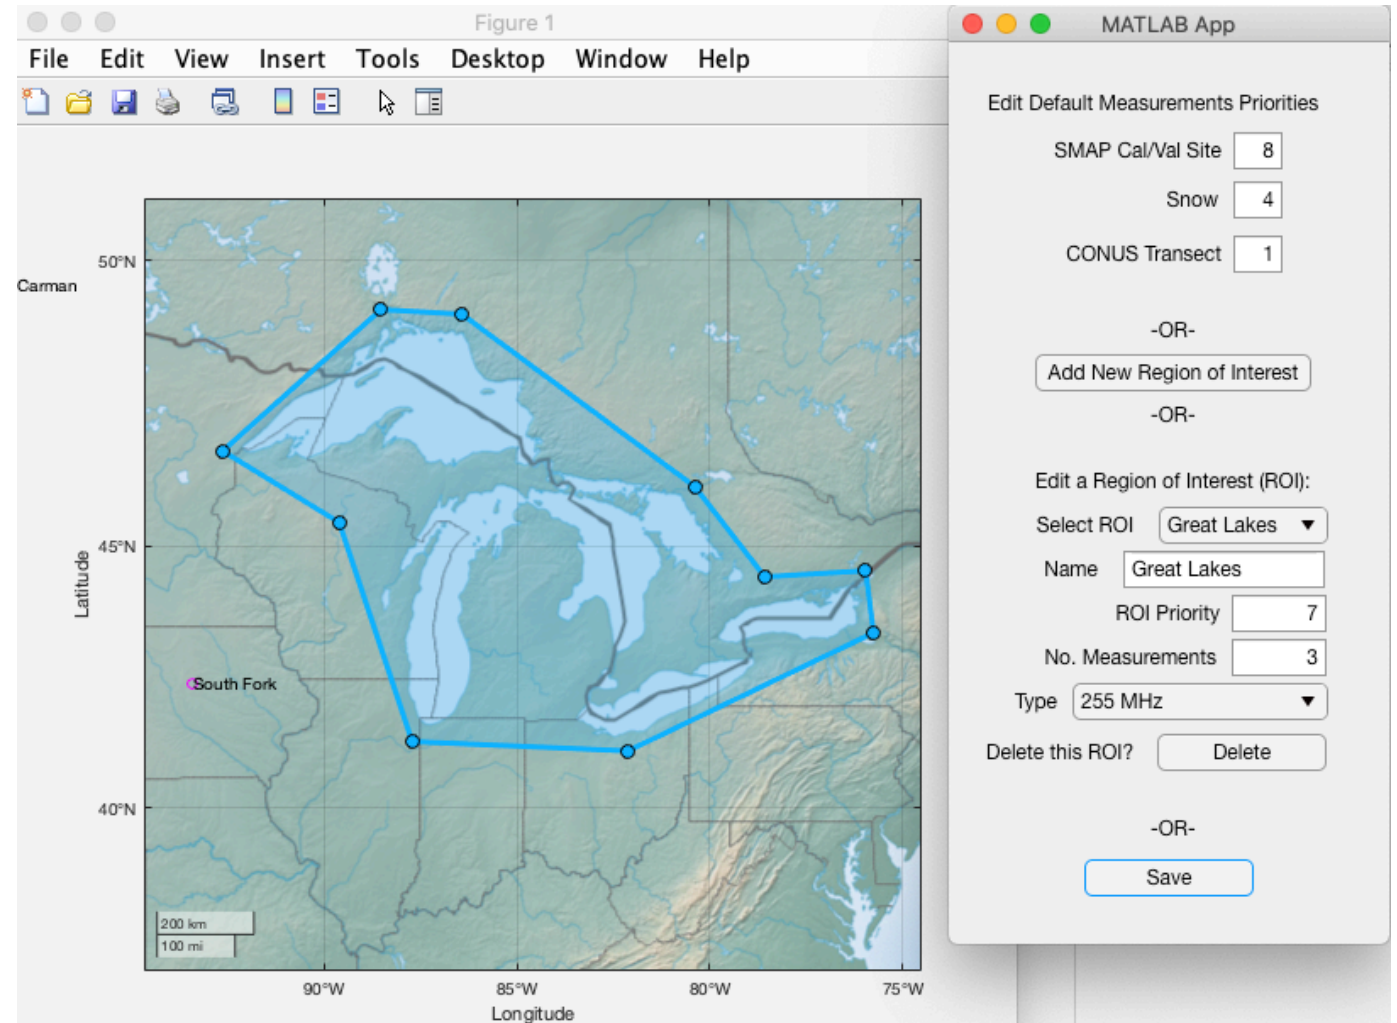 Figure 1
File Edit View Insert Tools Desktop Window Help
50°N
Carman
45°N
Latitude
South Fork
40°N
200 km
100 mi
90°W 85°W 80°W 75°W
Longitude
MATLAB App
Edit Default Measurements Priorities
SMAP Cal/Val Site 8
Snow 4
CONUS Transect 1
-OR-
Add New Region of Interest
-OR-
Edit a Region of Interest (ROI):
Select ROI Great Lakes
Name Great Lakes
ROI Priority 7
No. Measurements 3
Type 255 MHz
Delete this ROI? Delete
-OR-
Save